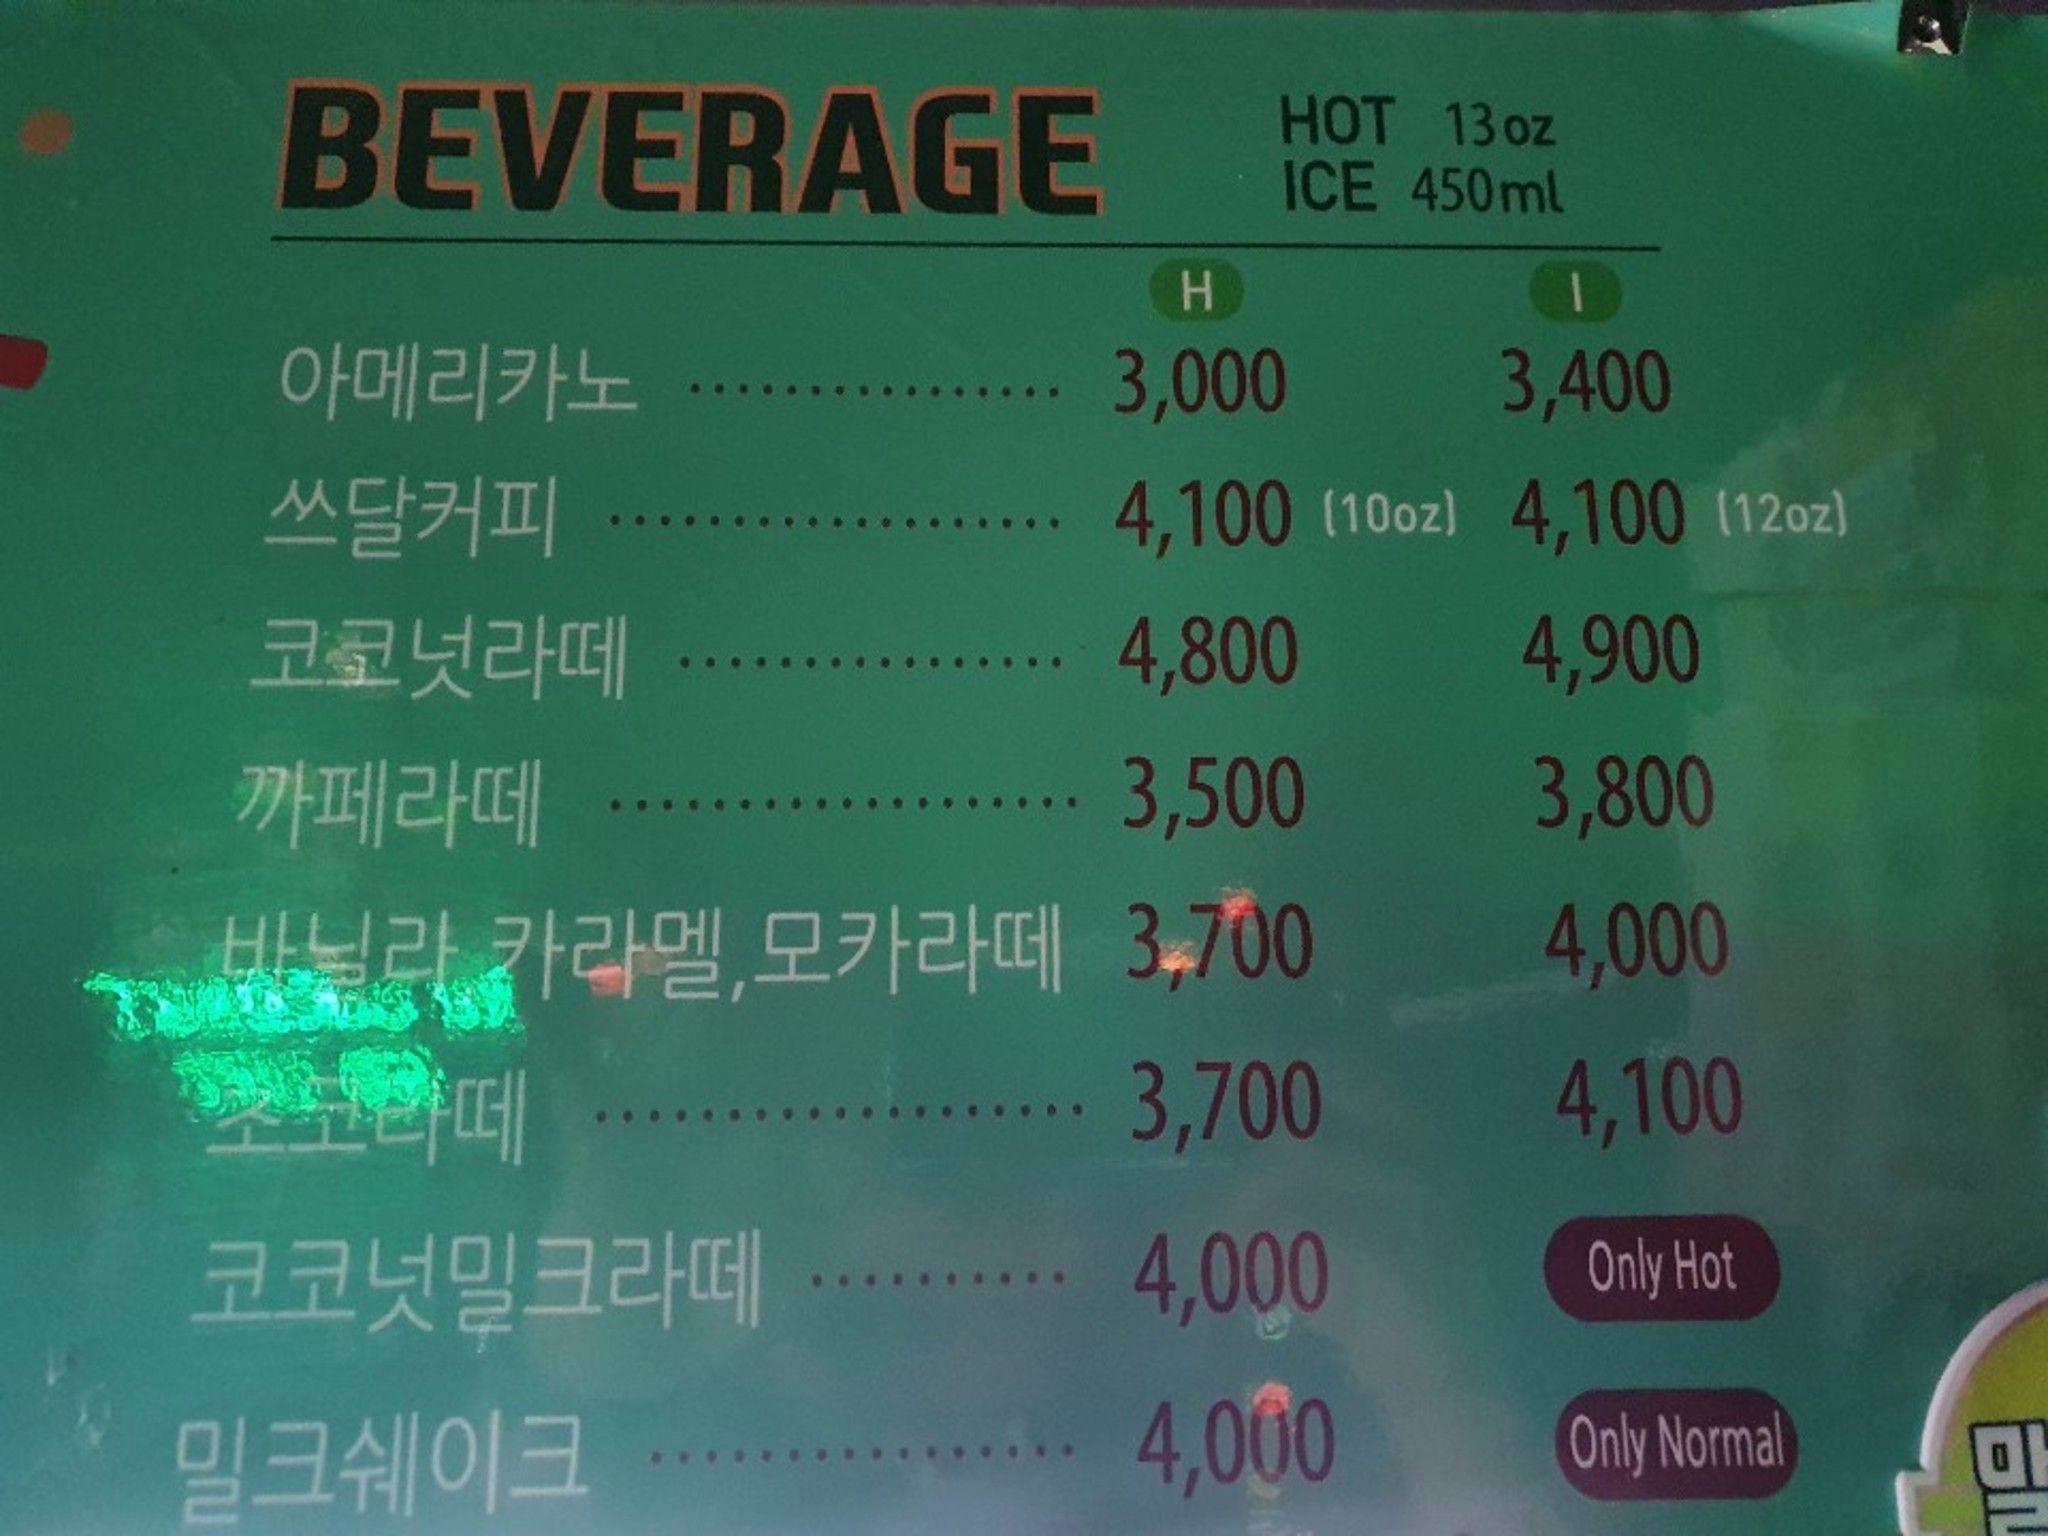 BEVERAGE HOT 13oz
ICE 450ml
H I
아메리카노 3,000 3,400
쓰달커피 4,100 (10oz) 4,100 (12oz)
코코넛라떼 4,800 4,900
까페라떼 3,500 3,800
바닐라,카라멜,모카라떼 3,700 4,000
초코라떼 3,700 4,100
코코넛밀크라떼 4,000 Only Hot
밀크쉐이크 4,000 Only Normal